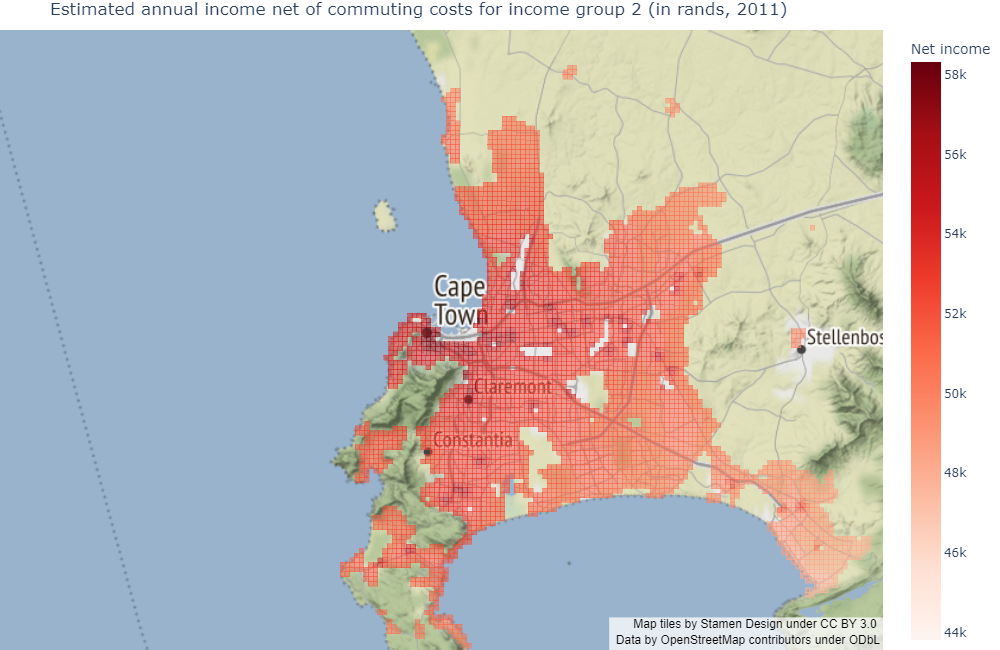 Estimated annual income net of commuting costs for income group 2 (in rands, 2011)
Net income
58k
56k
54k
52k
50k
48k
46k
44k
Cape
Town
Claremont
Constantia
Stellenbos
Map tiles by Stamen Design under CC BY 3.0
Data by OpenStreetMap contributors under ODbL